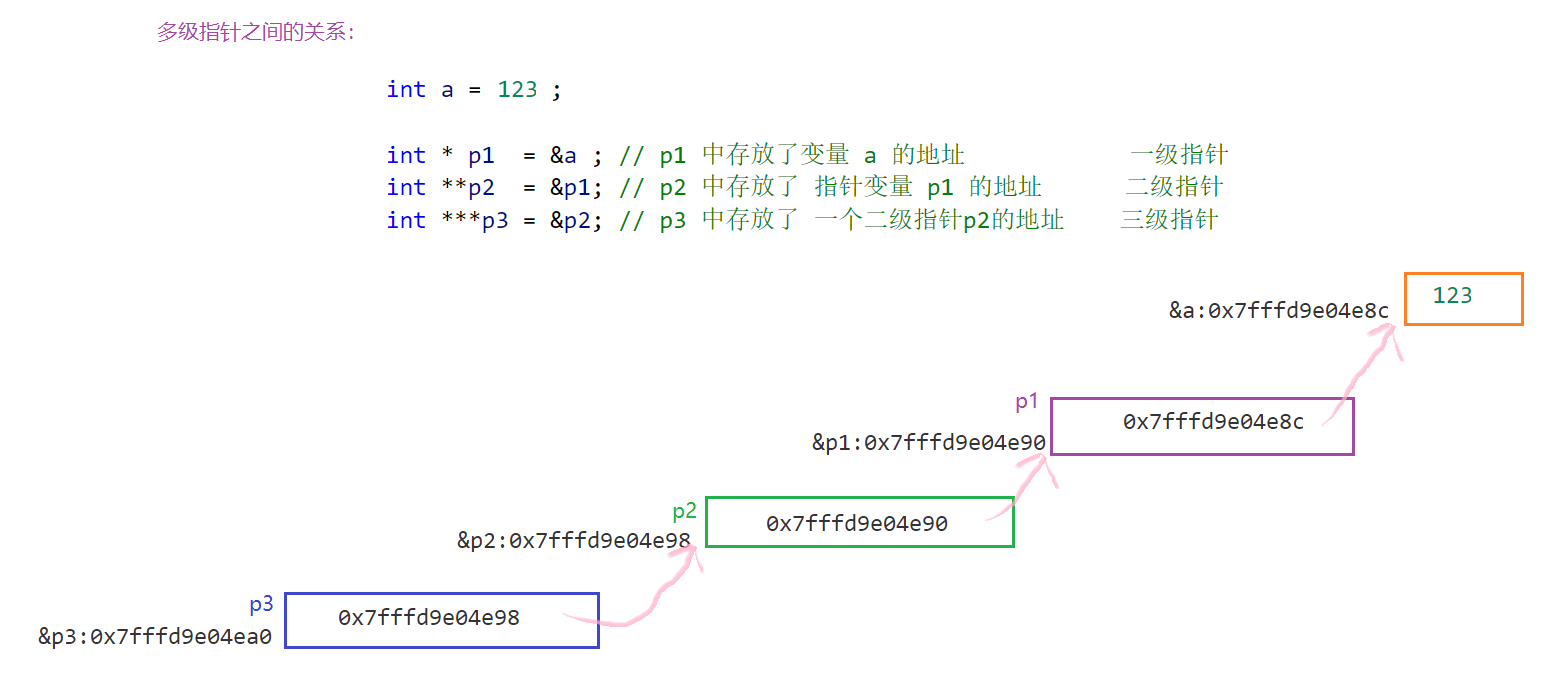 多级指针之间的关系:
int a = 123 ;
int * p1 = &a ; // p1 中存放了变量 a 的地址 一级指针
int **p2 = &p1; // p2 中存放了 指针变量 p1 的地址 二级指针
int ***p3 = &p2; // p3 中存放了 一个二级指针p2的地址 三级指针
&a:0x7fffd9e04e8c 123
p1
&p1:0x7fffd9e04e90 0x7fffd9e04e8c
p2
&p2:0x7fffd9e04e98 0x7fffd9e04e90
p3
&p3:0x7fffd9e04ea0 0x7fffd9e04e98